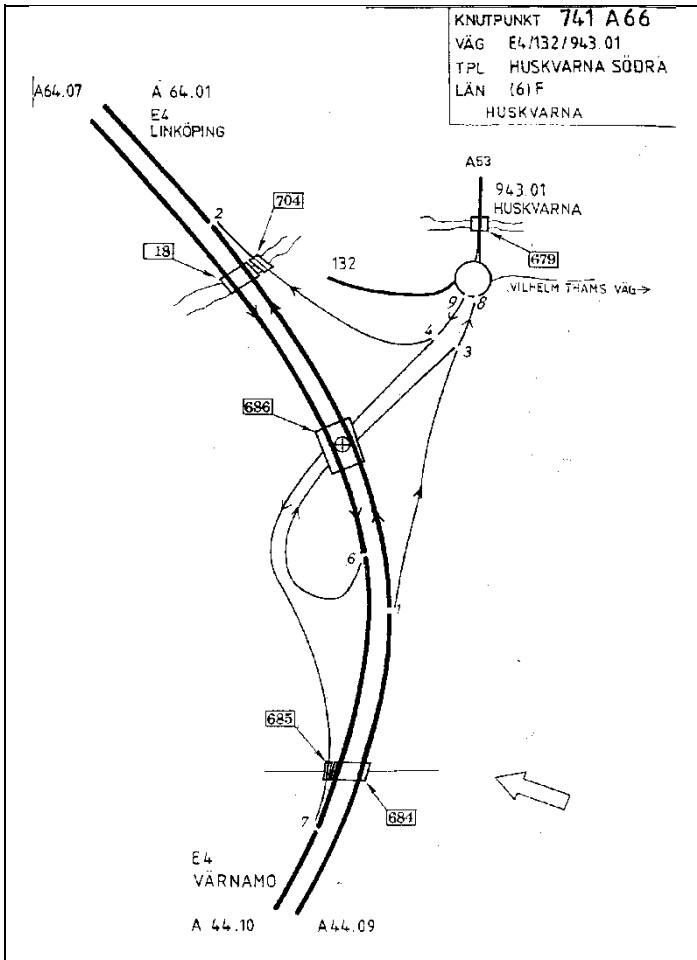 KNUTPUNKT 741 A66
VÄG E4/132/943.01
TPL HUSKVARNA SÖDRA
LÄN (6) F
HUSKVARNA
A64.07
A 64.01
E4
LINKÖPING
A53
943.01
HUSKVARNA
2
704
18
132
679
VILHELM THAMS VÄG→
9
8
4
3
686
6
1
685
684
7
E4
VÄRNAMO
A 44.10
A44.09